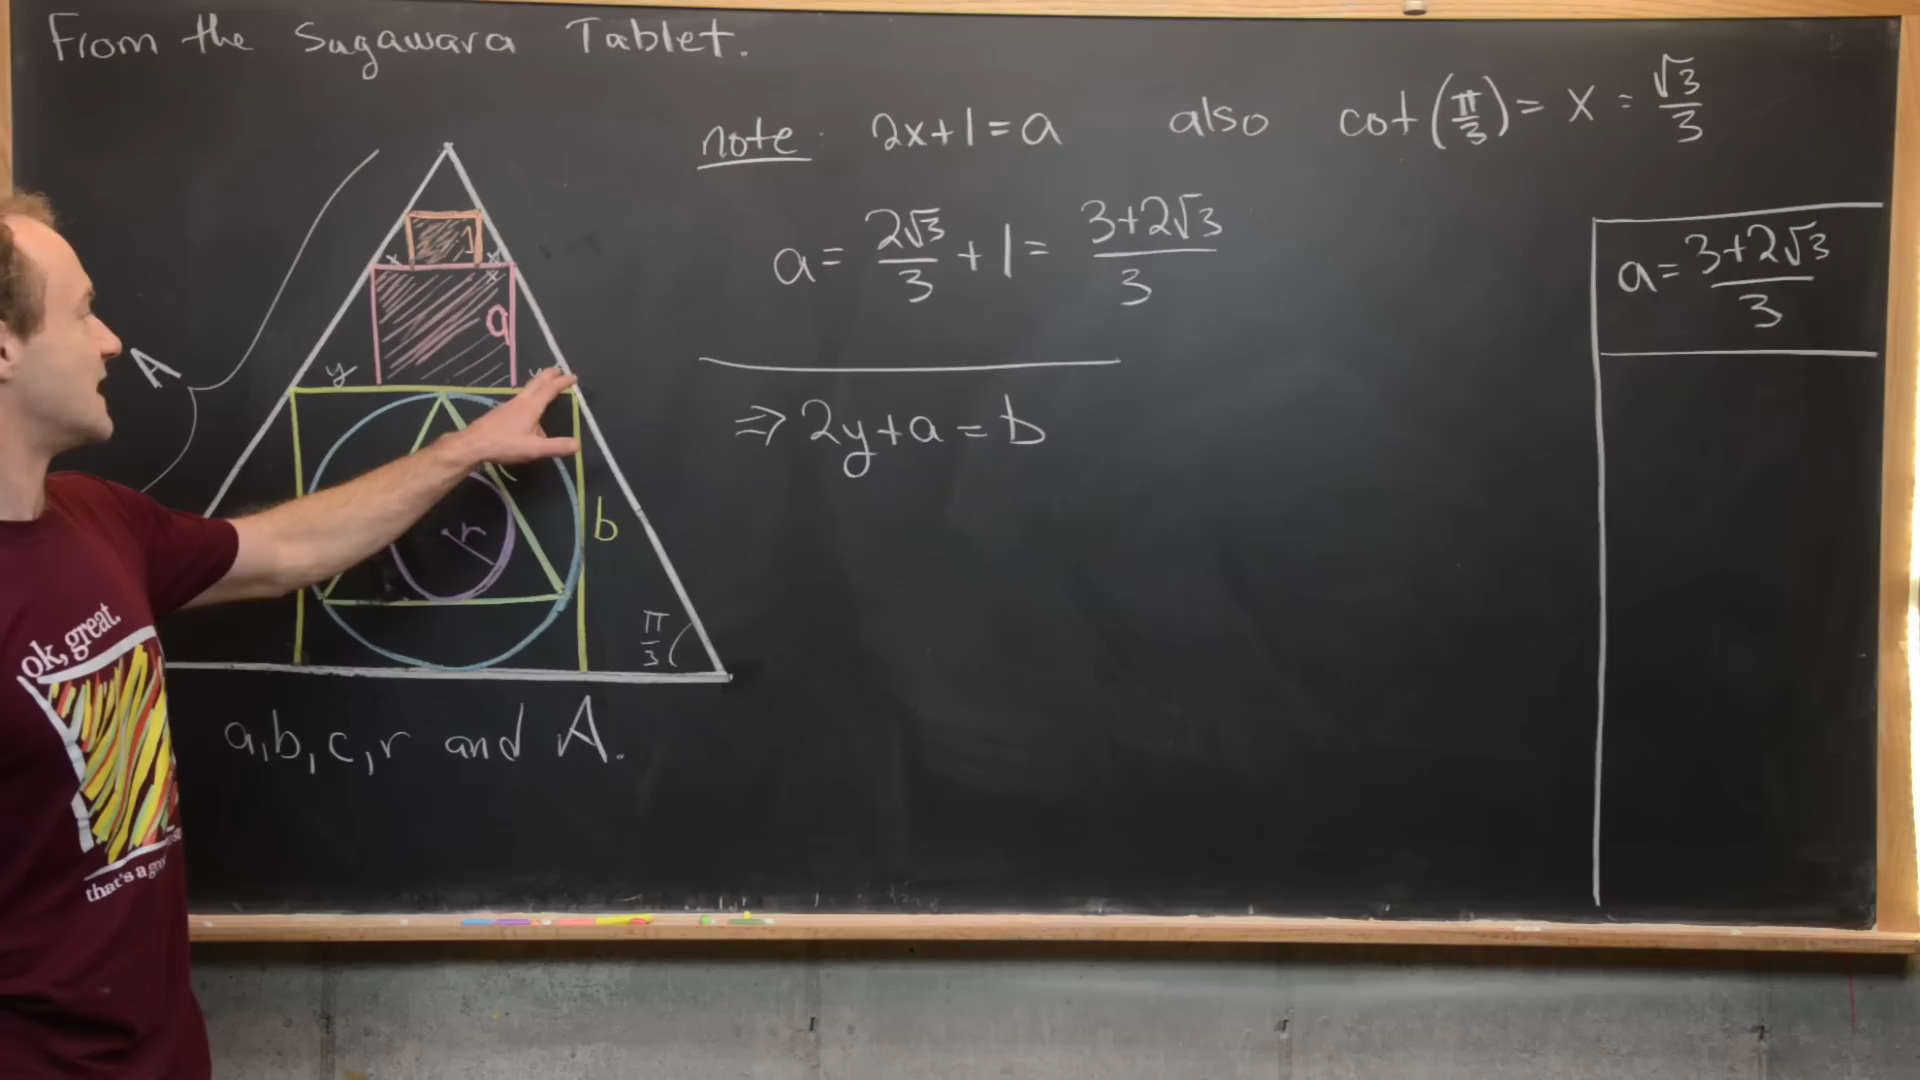 From the Sugawara Tablet.
note: 2x+1=a also cot(π/3) = x = √3/3
a = 2√3/3 + 1 = 3+2√3/3
⇒ 2y+a=b
a = 3+2√3/3
A
1
x x
a
y
b
r
π/3
a,b,c,r and A.
ok, great.
that's a good